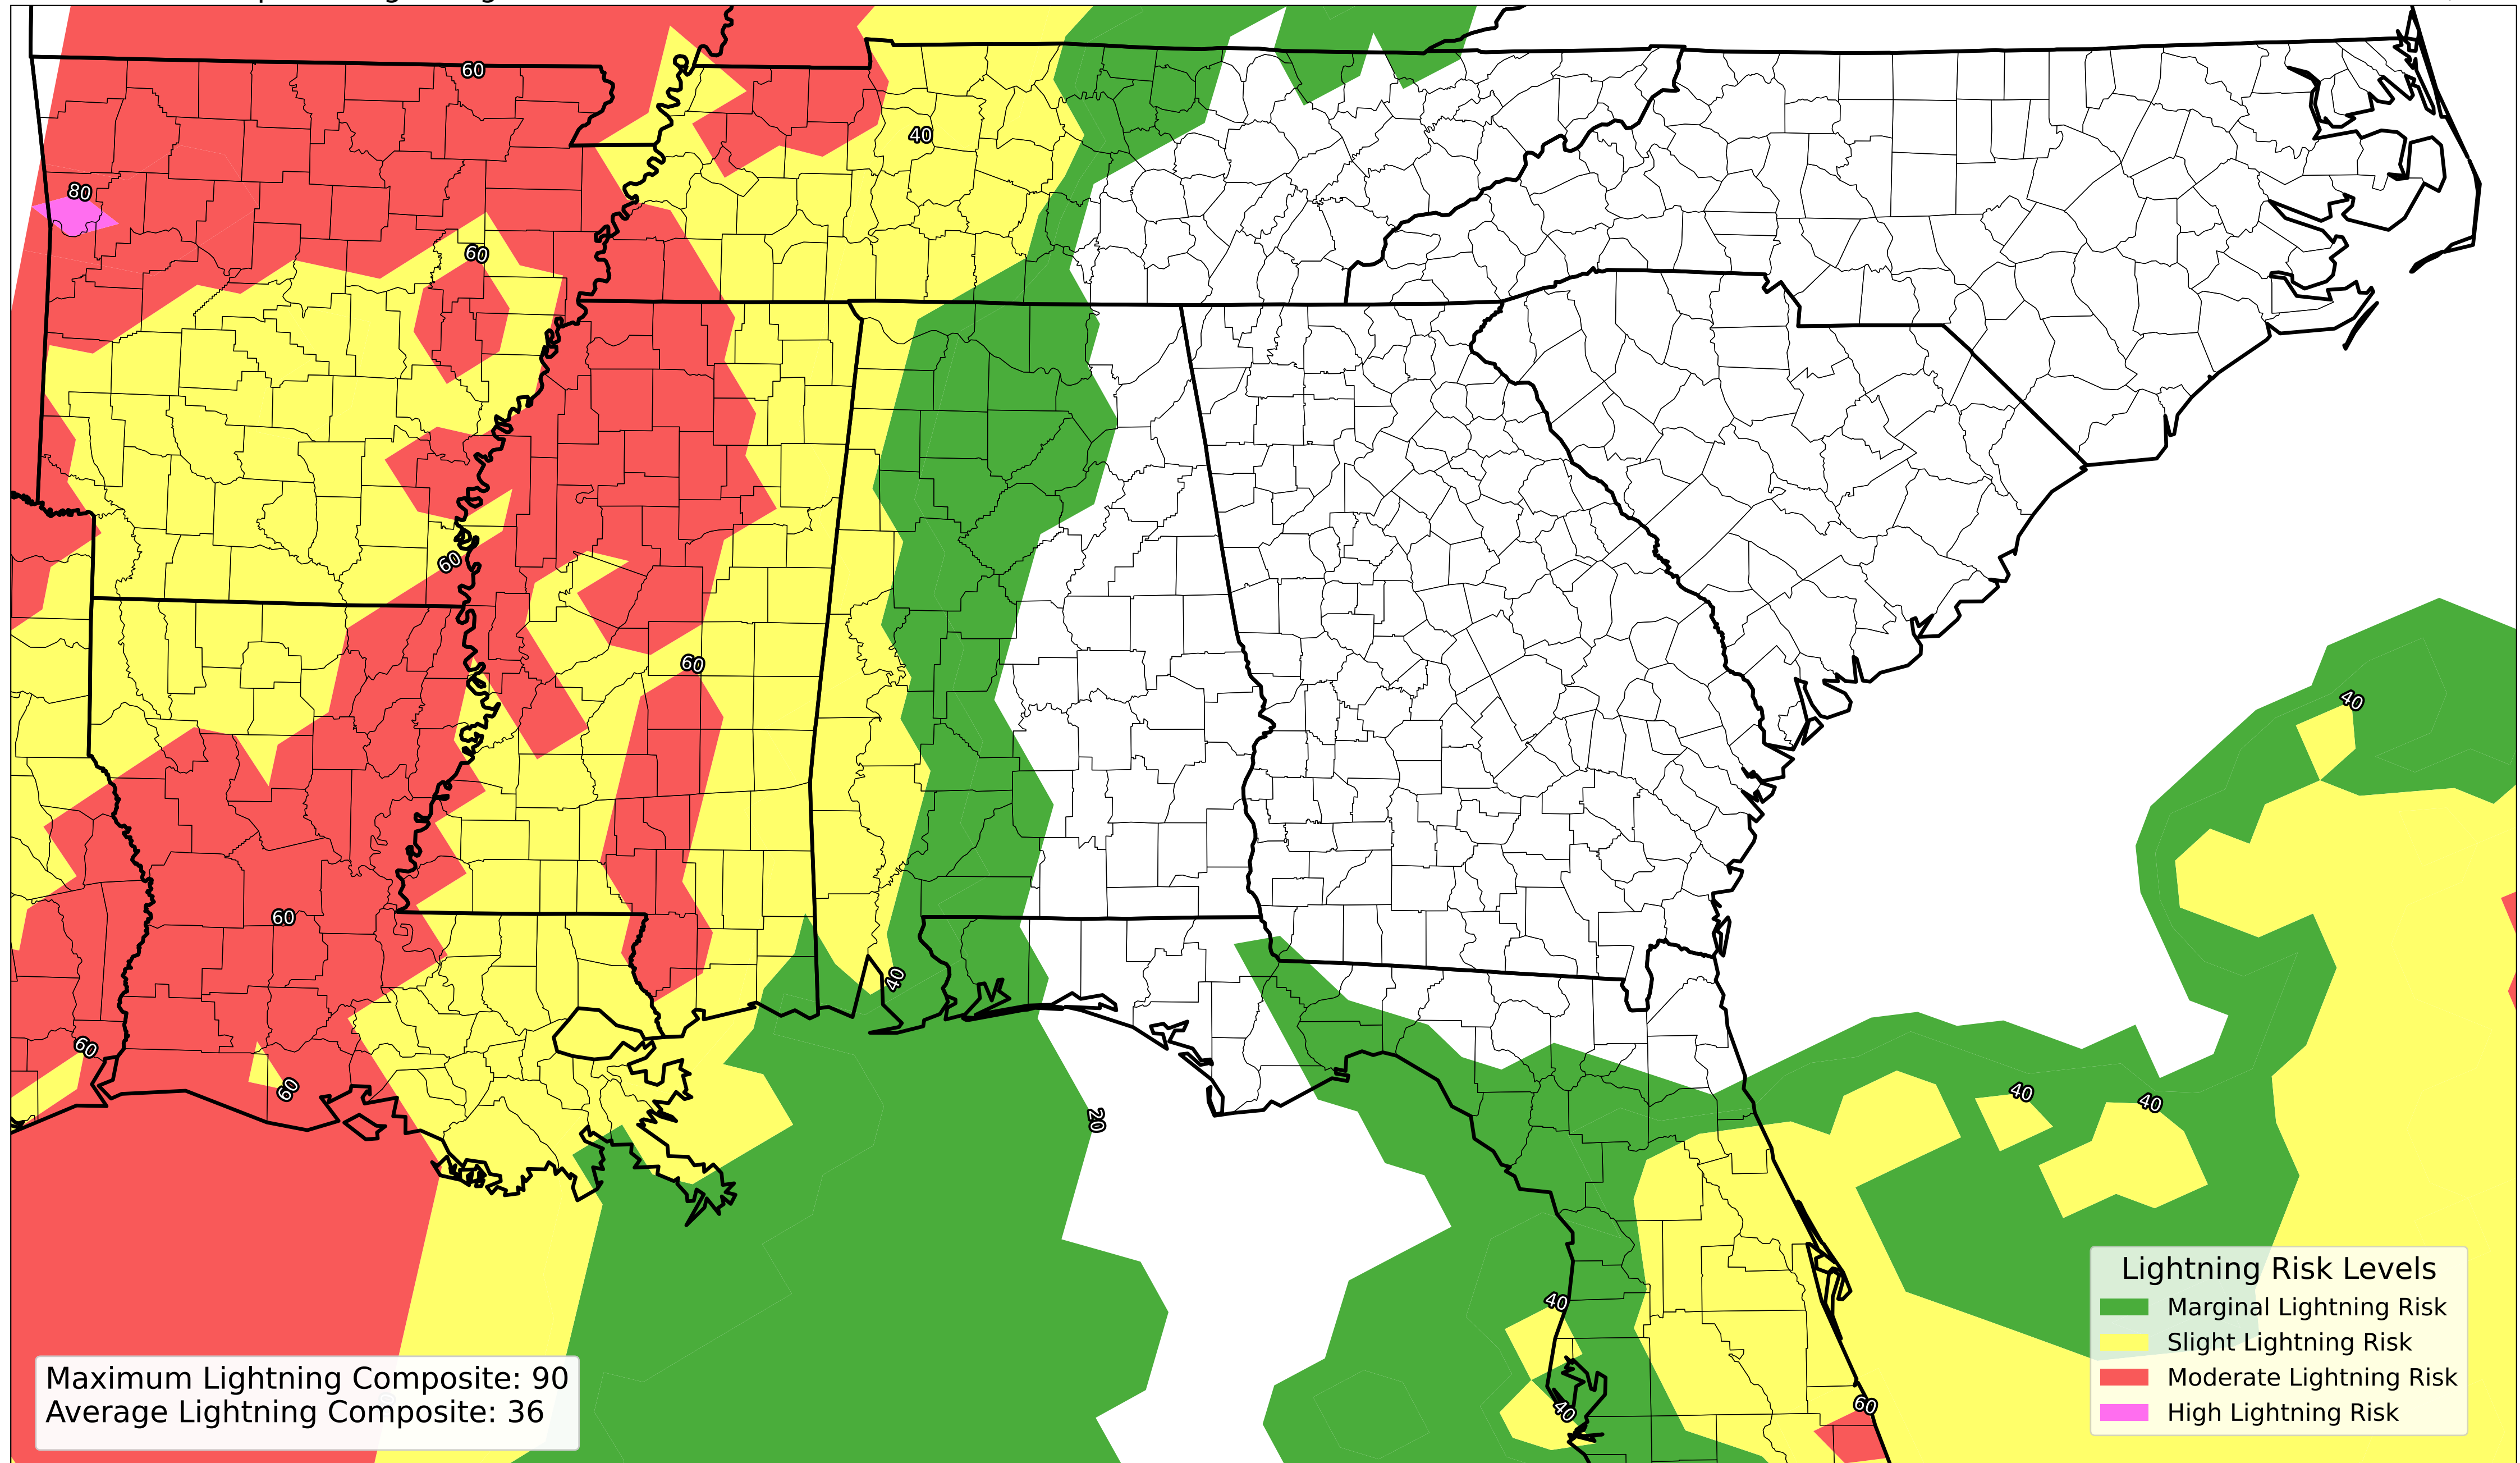 60
40
80
60
60
60
40
60
40
60
40
40
60
20
40
60
40
Lightning Risk Levels
Marginal Lightning Risk
Slight Lightning Risk
Moderate Lightning Risk
High Lightning Risk
Maximum Lightning Composite: 90
Average Lightning Composite: 36